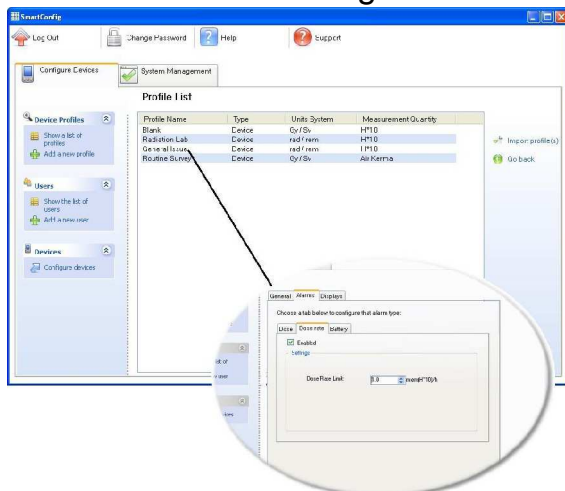 SmartConfig
Log Out
Change Password
Help
Support
Configure Devices
System Management
Profile List
Device Profiles
Show a list of
profiles
Add a new profile
Users
Show the list of
users
Add a new user
Devices
Configure devices
Profile Name Type Units System Measurement Quantity
Blank Device Gy / Sv H*10
Radiation Lab Device rad / rem H*10
General Issue Device rad / rem H*10
Routine Survey Device Gy / Sv Air Kerma
Import profile(s)
Go back
General Alarms Displays
Choose a tab below to configure that alarm type:
Dose Dose rate Battery
Enabled
Settings
Dose Rate Limit:
list of
user